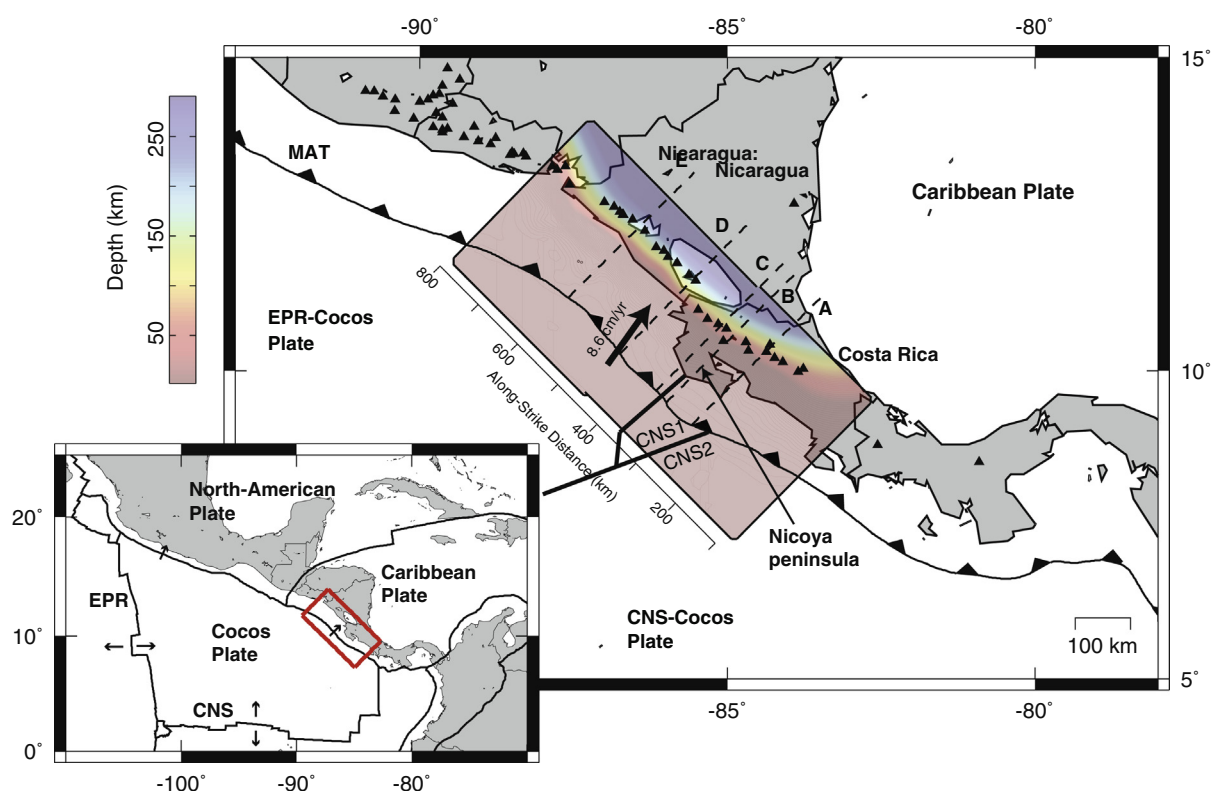 -90˚
-85˚
-80˚
15˚
MAT
Nicaragua:
E
Nicaragua
Caribbean Plate
250
150
50
Depth (km)
D
C
B
A
800
600
400
200
Along-Strike Distance (km)
8.6 cm/yr
EPR-Cocos
Plate
Costa Rica
10˚
CNS1
CNS2
Nicoya
peninsula
CNS-Cocos
Plate
100 km
5˚
-85˚
-80˚
North-American
Plate
20˚
Caribbean
Plate
EPR
Cocos
Plate
10˚
CNS
0˚
-100˚
-90˚
-80˚